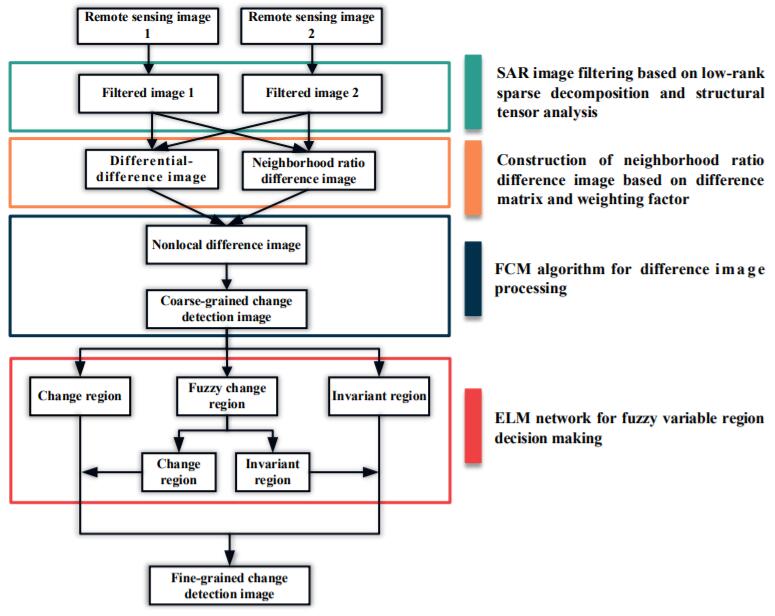 Remote sensing image
1
Remote sensing image
2
Filtered image 1
Filtered image 2
SAR image filtering based on low-rank
sparse decomposition and structural
tensor analysis
Differential-
difference image
Neighborhood ratio
difference image
Construction of neighborhood ratio
difference image based on difference
matrix and weighting factor
Nonlocal difference image
Coarse-grained change
detection image
FCM algorithm for difference image
processing
Change region
Fuzzy change
region
Invariant region
Change
region
Invariant
region
ELM network for fuzzy variable region
decision making
Fine-grained change
detection image